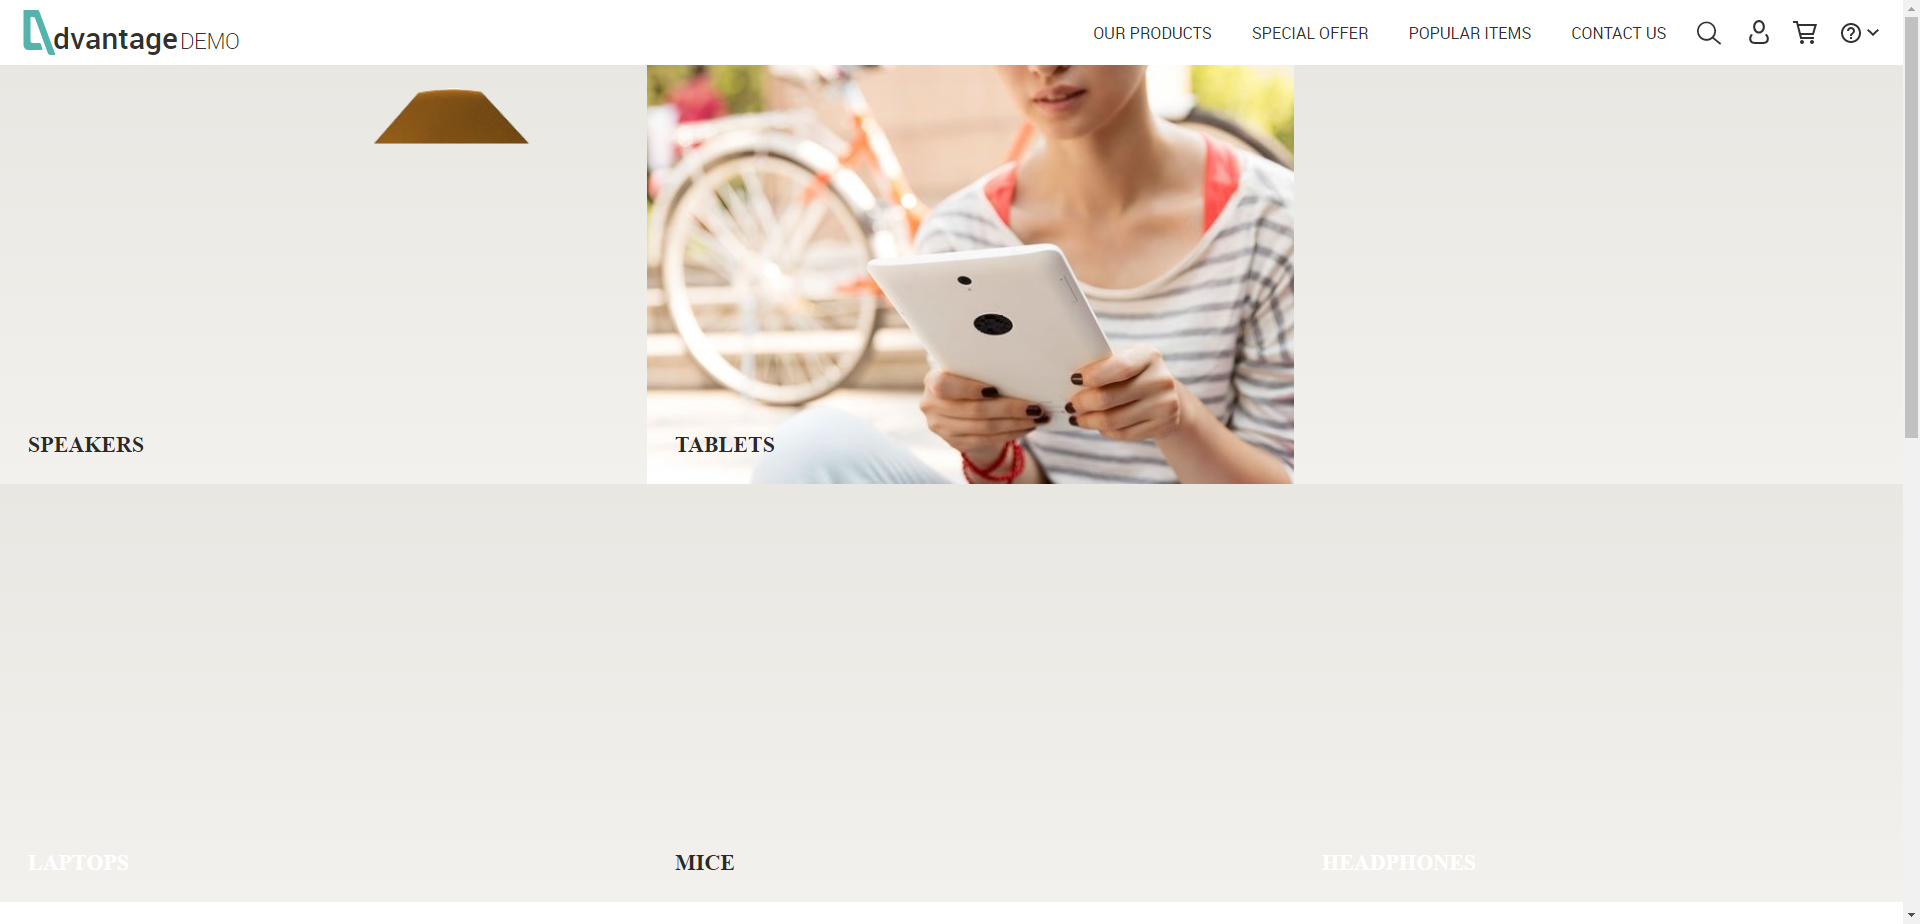 dvantage DEMO
OUR PRODUCTS SPECIAL OFFER POPULAR ITEMS CONTACT US
SPEAKERS
TABLETS
LAPTOPS
MICE
HEADPHONES